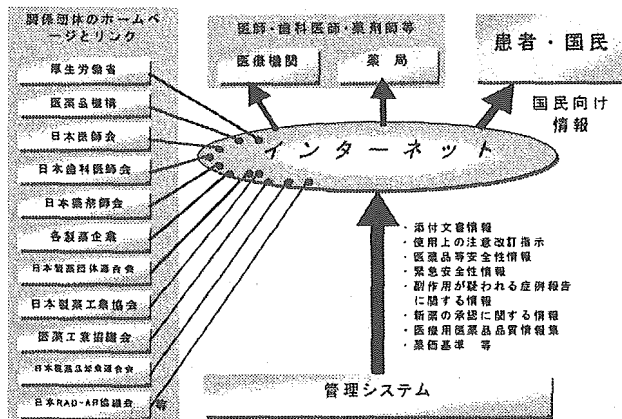 関係団体のホームペ
ージとリンク
厚生労働省
医薬品機構
日本医師会
日本歯科医師会
日本薬剤師会
各製薬企業
日本製薬団体連合会
日本製薬工業協会
医薬工業協議会
日本RAD-AR協議会 等
医師・歯科医師・薬剤師等
医療機関
薬局
患者・国民
国民向け
情報
インターネット
・添付文書情報
・使用上の注意改訂指示
・医薬品等安全性情報
・緊急安全性情報
・副作用が疑われる症例報告
に関する情報
・新薬の承認に関する情報
・医療用医薬品品質情報集
・薬価基準 等
管理システム